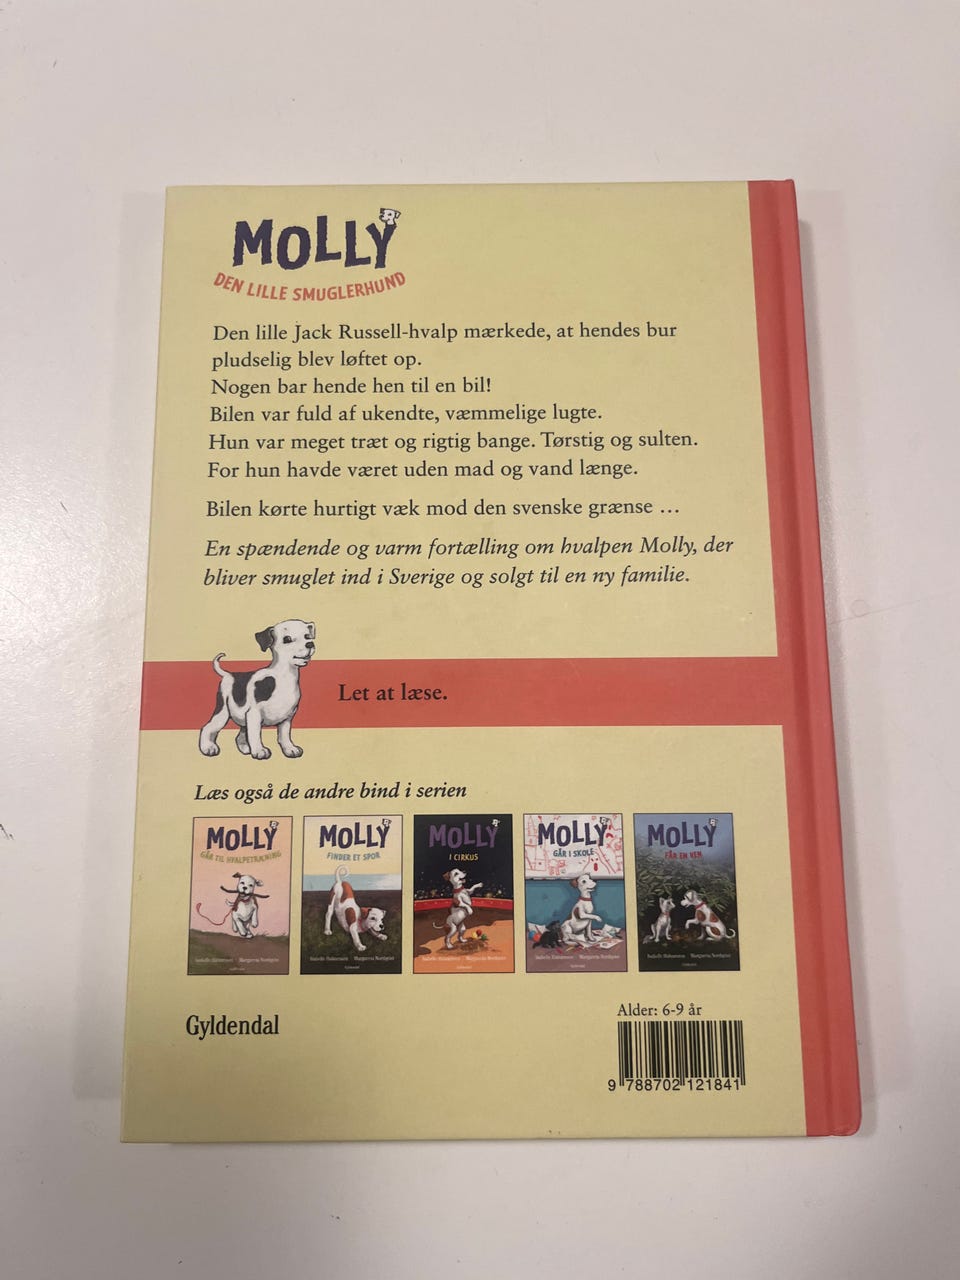 MOLLY
DEN LILLE SMUGLERHUND
Den lille Jack Russell-hvalp mærkede, at hendes bur
pludselig blev løftet op.
Nogen bar hende hen til en bil!
Bilen var fuld af ukendte, væmmelige lugte.
Hun var meget træt og rigtig bange. Tørstig og sulten.
For hun havde været uden mad og vand længe.
Bilen kørte hurtigt væk mod den svenske grænse ...
En spændende og varm fortælling om hvalpen Molly, der
bliver smuglet ind i Sverige og solgt til en ny familie.
Let at læse.
Læs også de andre bind i serien
MOLLY
GÅR TIL HVALPETRÆNING
MOLLY
FINDER ET SPOR
MOLLY
I CIRKUS
MOLLY
GÅR I SKOLE
MOLLY
FÅR EN VEN
Gyldendal
Alder: 6-9 år
9 788702 121841